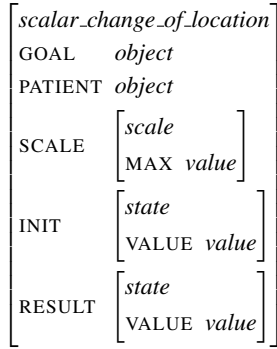 scalar_change_of_location
GOAL object
PATIENT object
SCALE
scale
MAX value
INIT
state
VALUE value
RESULT
state
VALUE value